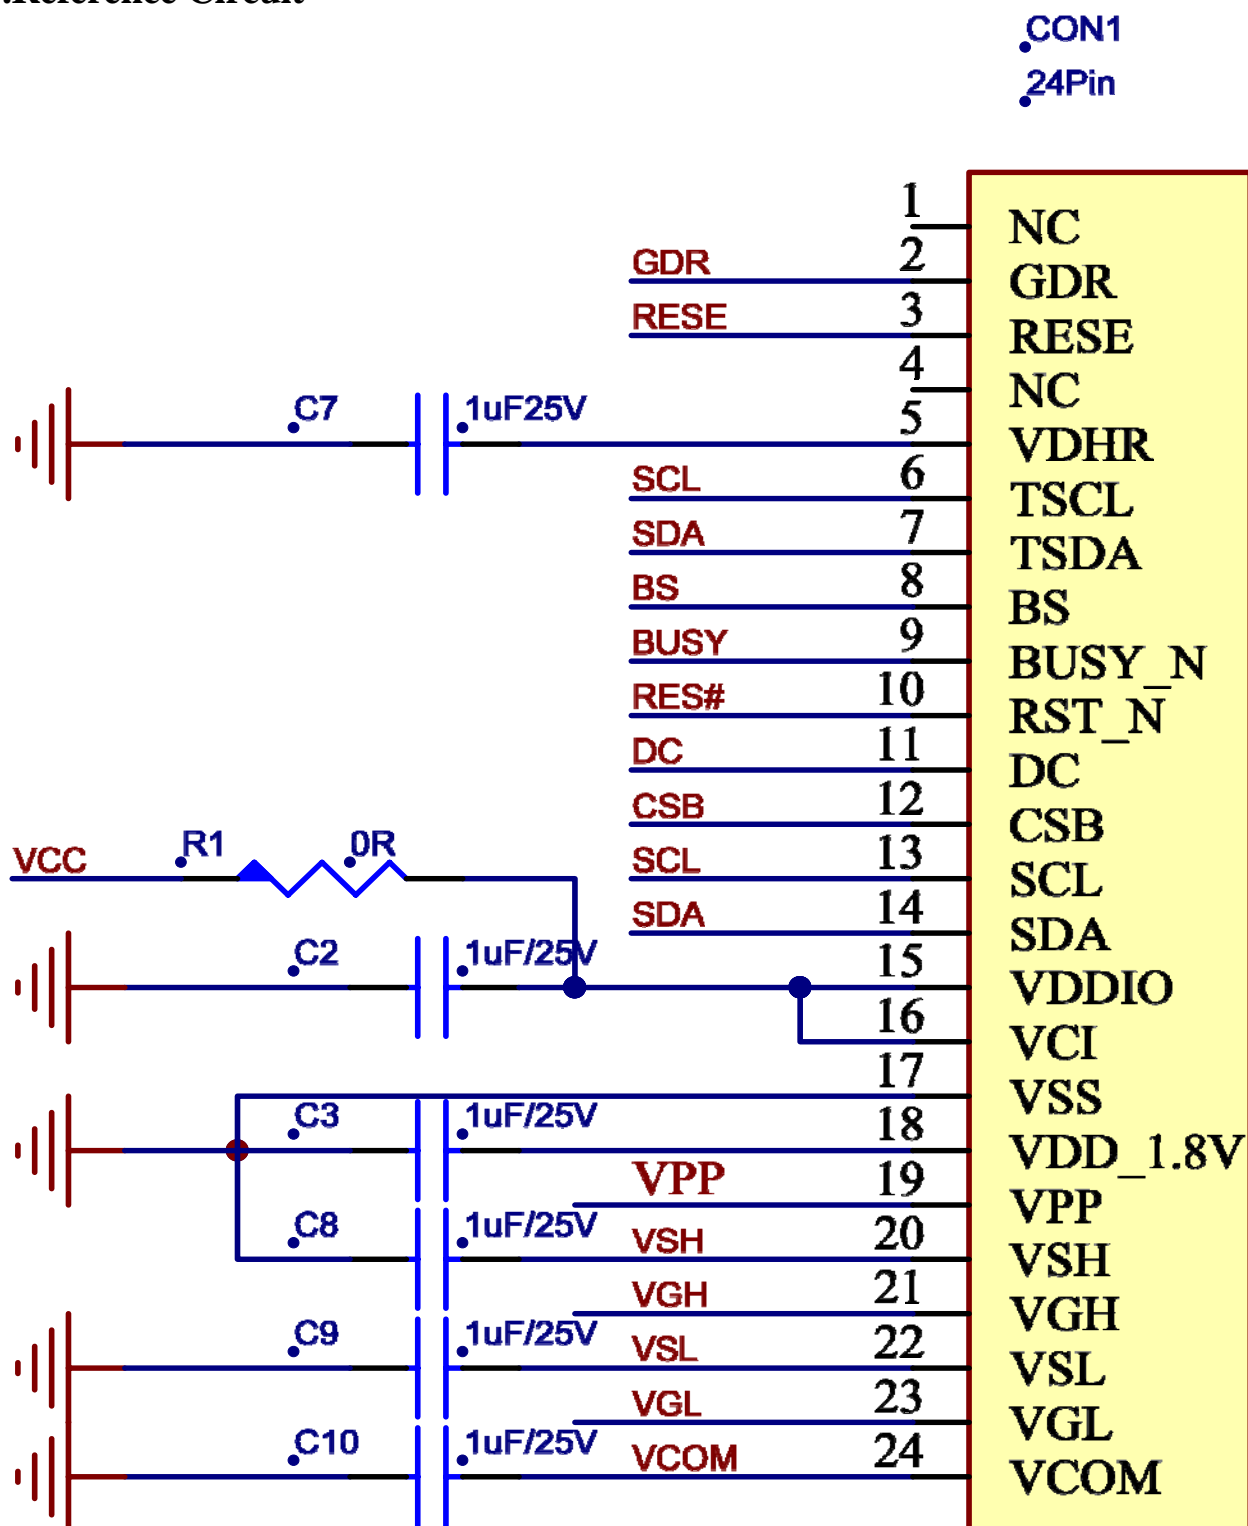 .Reference Circuit
CON1
24Pin
1 NC
GDR 2 GDR
RESE 3 RESE
4 NC
C7 1uF25V 5 VDHR
SCL 6 TSCL
SDA 7 TSDA
BS 8 BS
BUSY 9 BUSY_N
RES# 10 RST_N
DC 11 DC
CSB 12 CSB
VCC R1 0R SCL 13 SCL
SDA 14 SDA
C2 1uF/25V 15 VDDIO
16 VCI
17 VSS
C3 1uF/25V 18 VDD_1.8V
VPP 19 VPP
C8 1uF/25V VSH 20 VSH
VGH 21 VGH
C9 1uF/25V VSL 22 VSL
VGL 23 VGL
C10 1uF/25V VCOM 24 VCOM